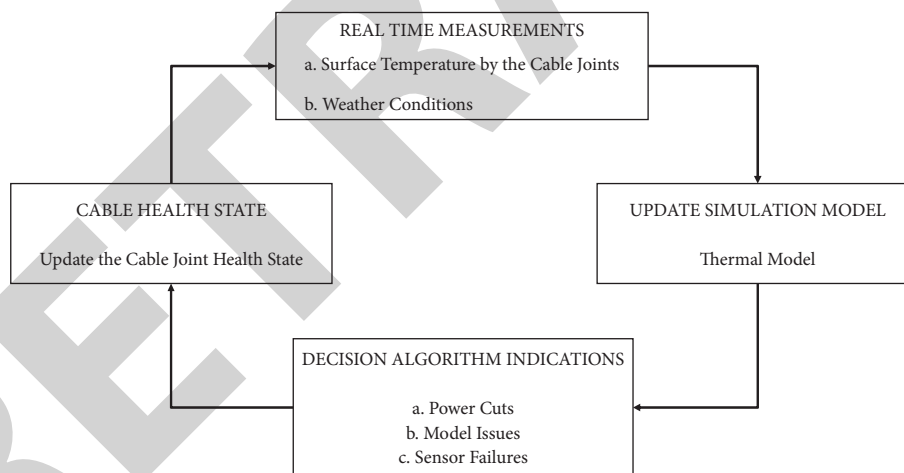 REAL TIME MEASUREMENTS
a. Surface Temperature by the Cable Joints
b. Weather Conditions
CABLE HEALTH STATE
Update the Cable Joint Health State
UPDATE SIMULATION MODEL
Thermal Model
DECISION ALGORITHM INDICATIONS
a. Power Cuts
b. Model Issues
c. Sensor Failures
ETRA